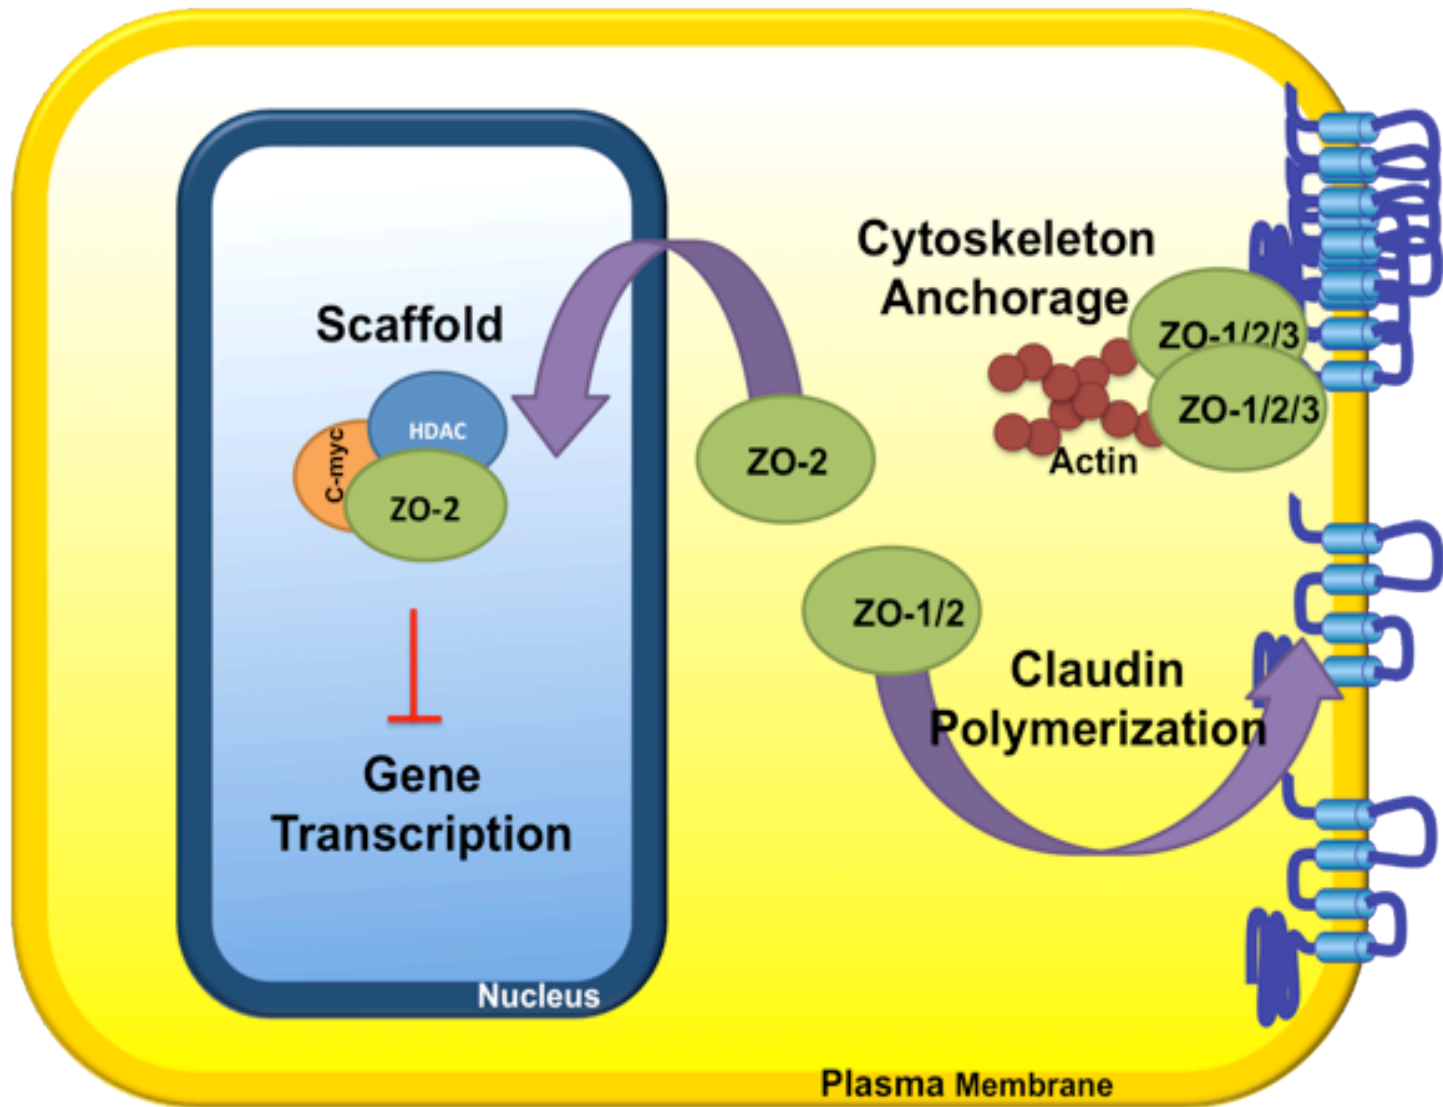 Cytoskeleton
Anchorage
ZO-1/2/3
ZO-1/2/3
Actin
Scaffold
HDAC
C-myc
ZO-2
ZO-2
ZO-1/2
Claudin
Polymerization
Gene
Transcription
Nucleus
Plasma Membrane